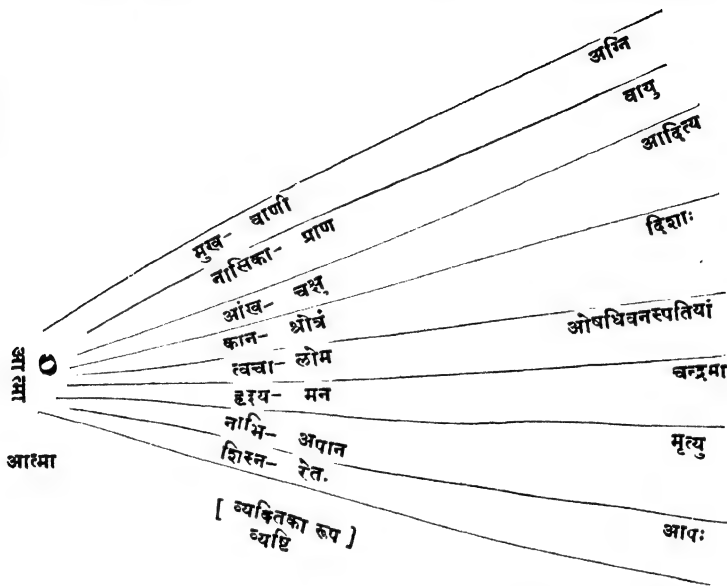 अग्नि
वायु
आदित्य
दिशाः
ओषधिवनस्पतियां
चन्द्रमा
मृत्यु
आपः
मुख- वाणी
नासिका- प्राण
आंख- चक्षु
कान- श्रोत्रं
त्वचा- लोम
हृदय- मन
नाभि- अपान
शिस्न- रेत.
आत्मा
आत्मा
[ व्यक्तिका रूप ]
व्यष्टि